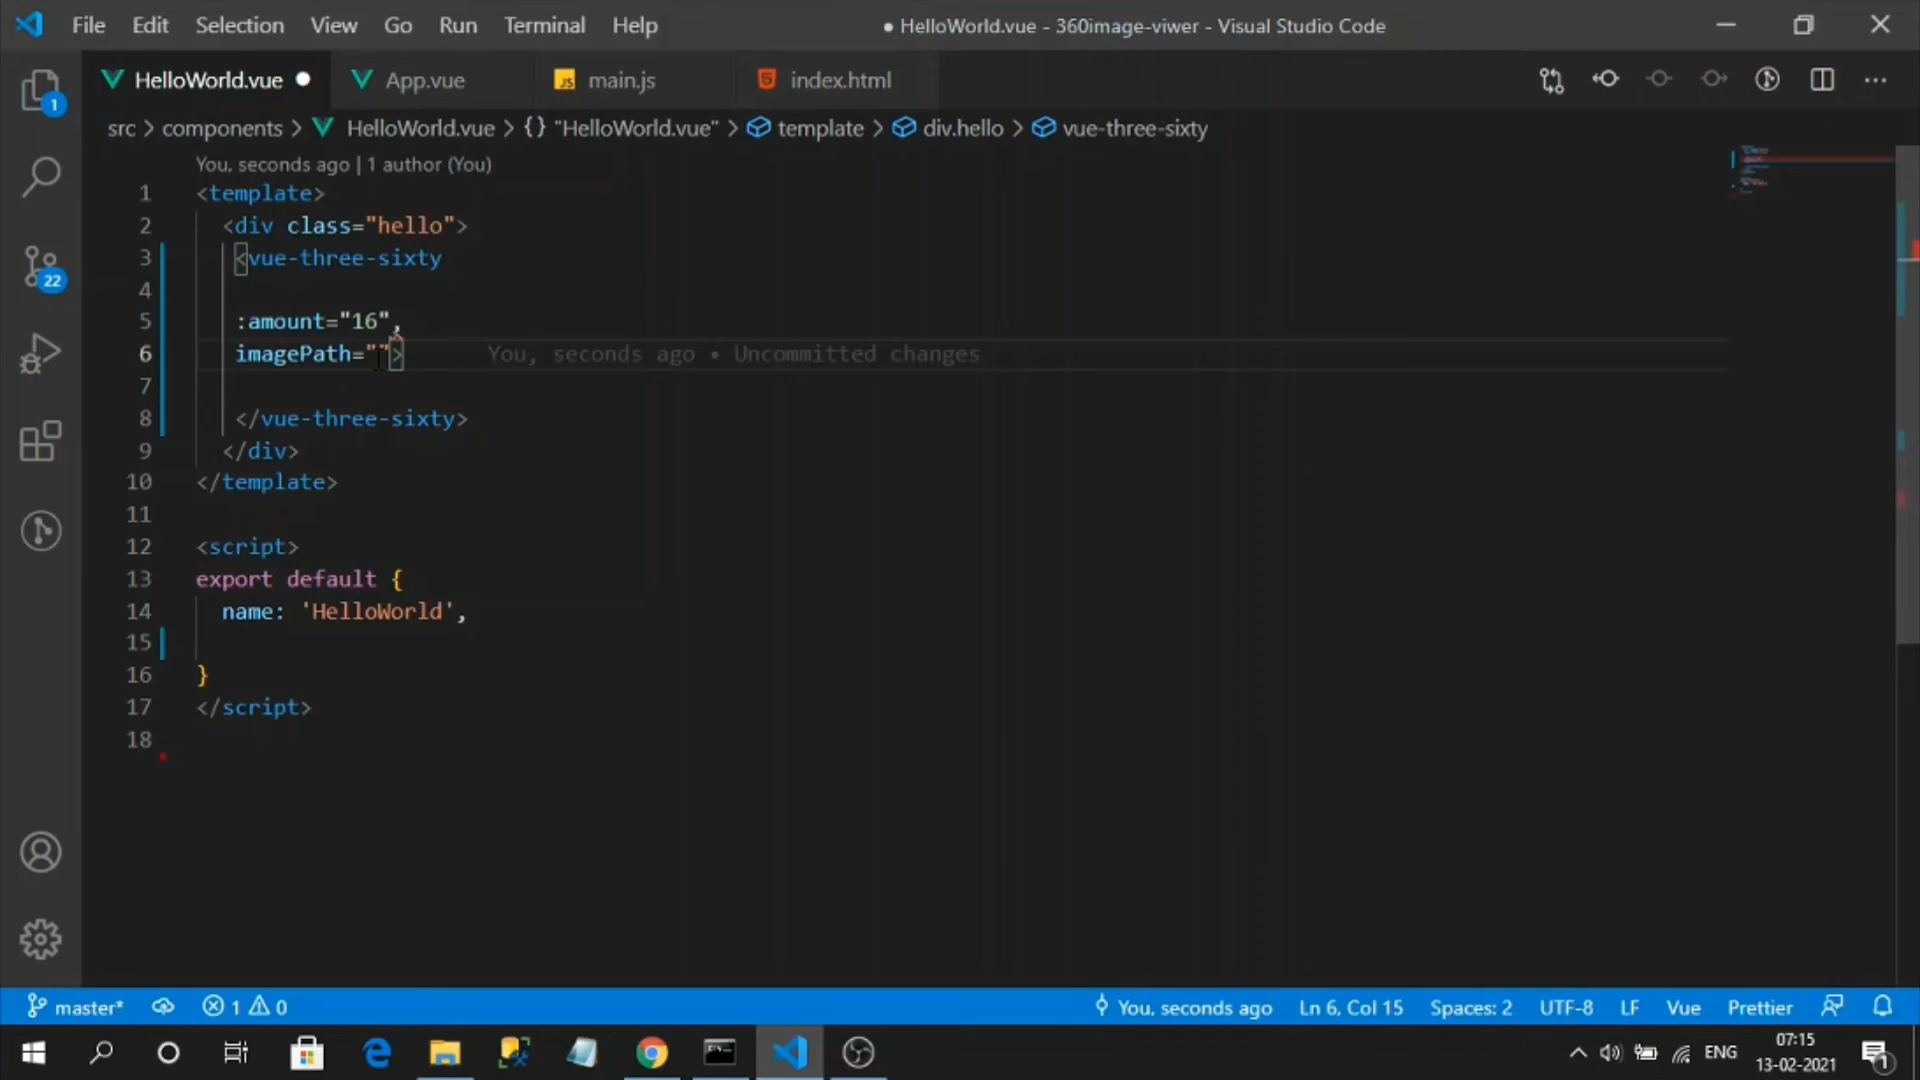 File Edit Selection View Go Run Terminal Help
● HelloWorld.vue - 360image-viwer - Visual Studio Code
HelloWorld.vue ● App.vue JS main.js index.html
1
src > components > HelloWorld.vue > {} "HelloWorld.vue" > template > div.hello > vue-three-sixty
You, seconds ago | 1 author (You)
1 <template>
2 <div class="hello">
3 <vue-three-sixty
4
5 :amount="16",
6 imagePath=""> You, seconds ago • Uncommitted changes
7
8 </vue-three-sixty>
9 </div>
10 </template>
11
12 <script>
13 export default {
14 name: 'HelloWorld',
15
16 }
17 </script>
18
22
master* 1 0 You, seconds ago Ln 6, Col 15 Spaces: 2 UTF-8 LF Vue Prettier
ENG 07:15
13-02-2021
1